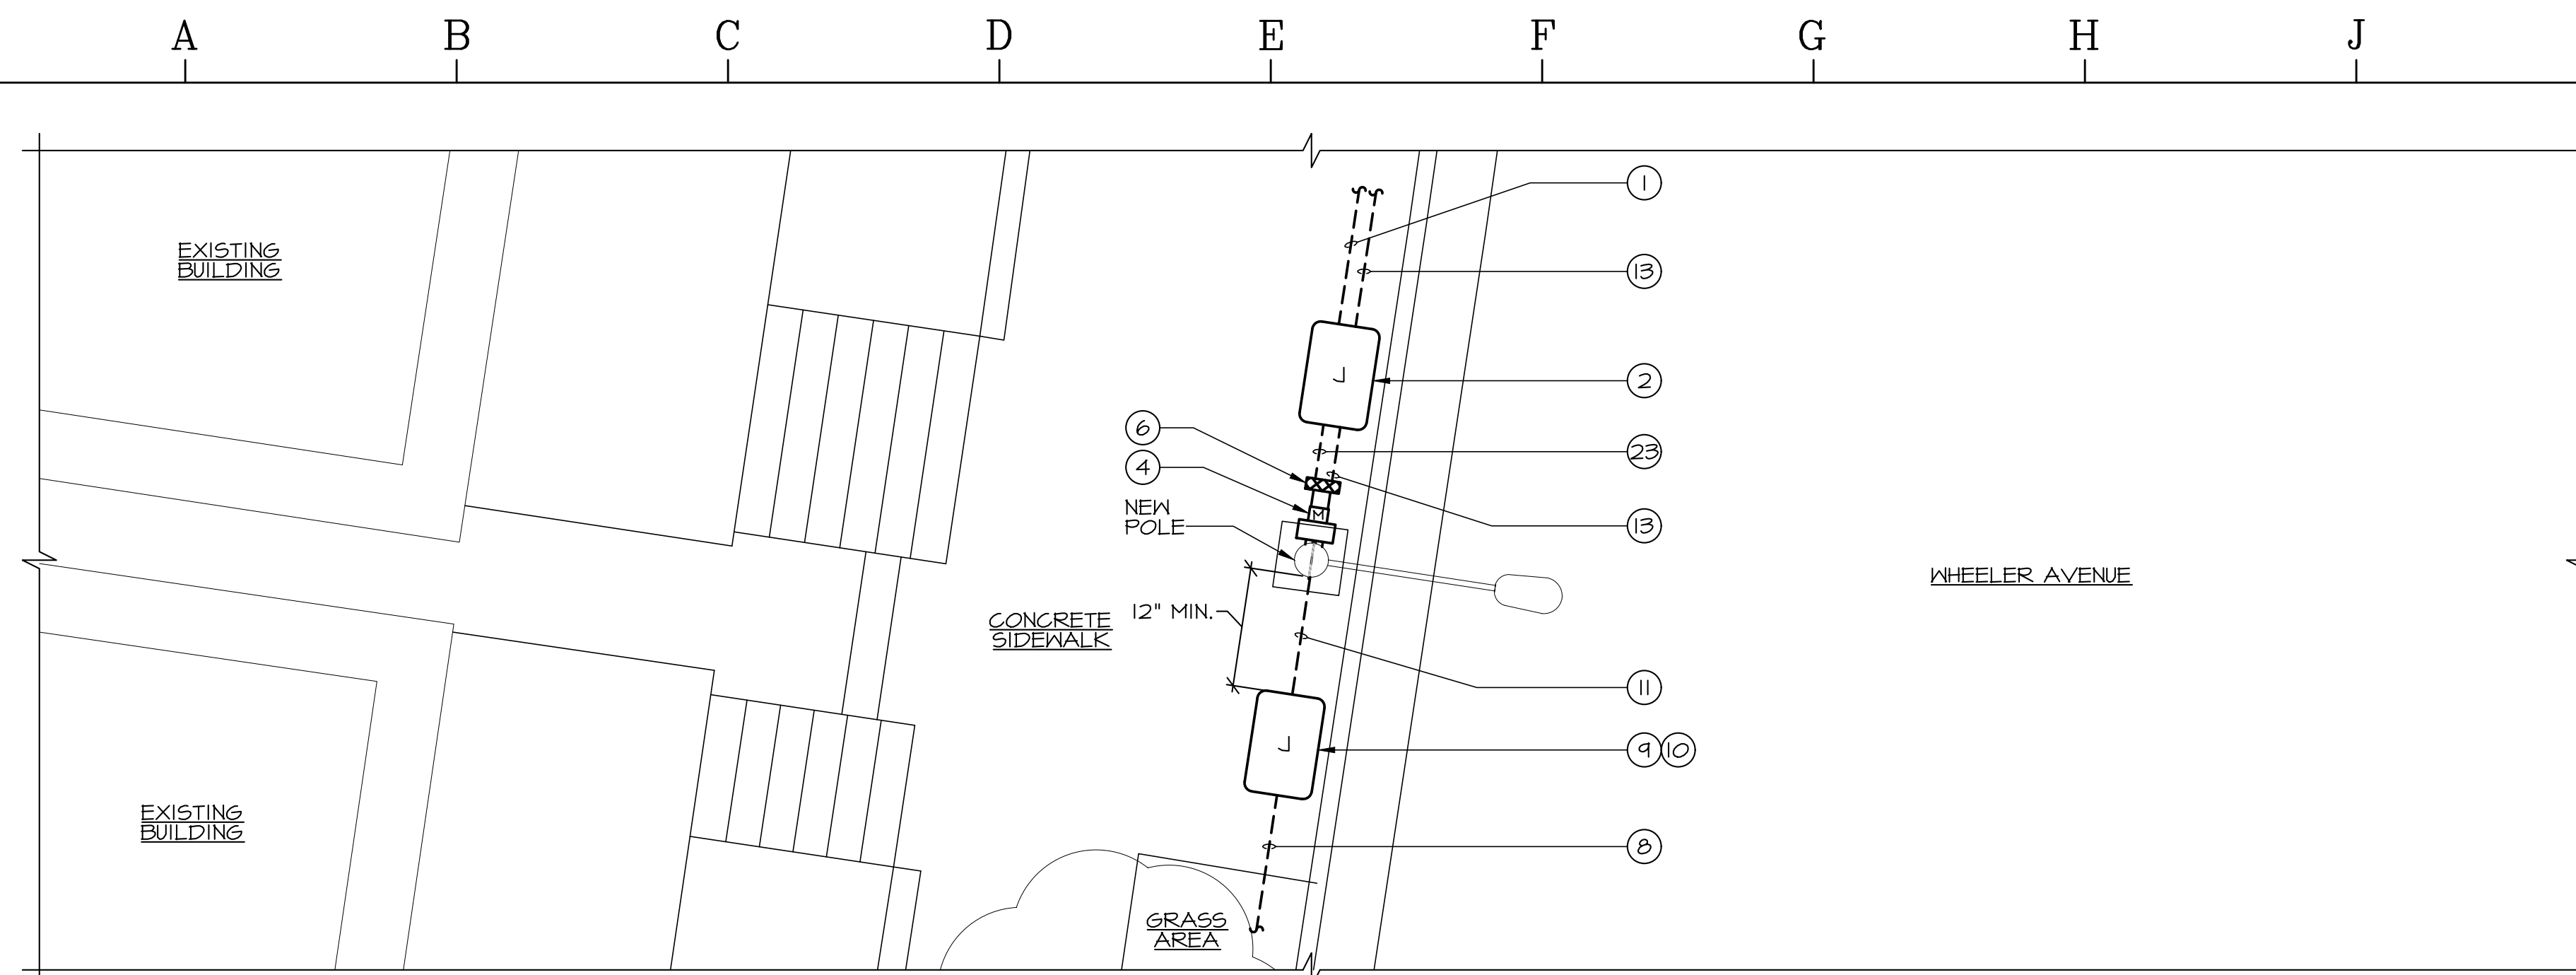 A B C D E F G H J
1
EXISTING
BUILDING
13
J
2
6
23
4
NEW
POLE
M
13
WHEELER AVENUE
CONCRETE
SIDEWALK
12" MIN.
11
J
9 10
EXISTING
BUILDING
8
GRASS
AREA